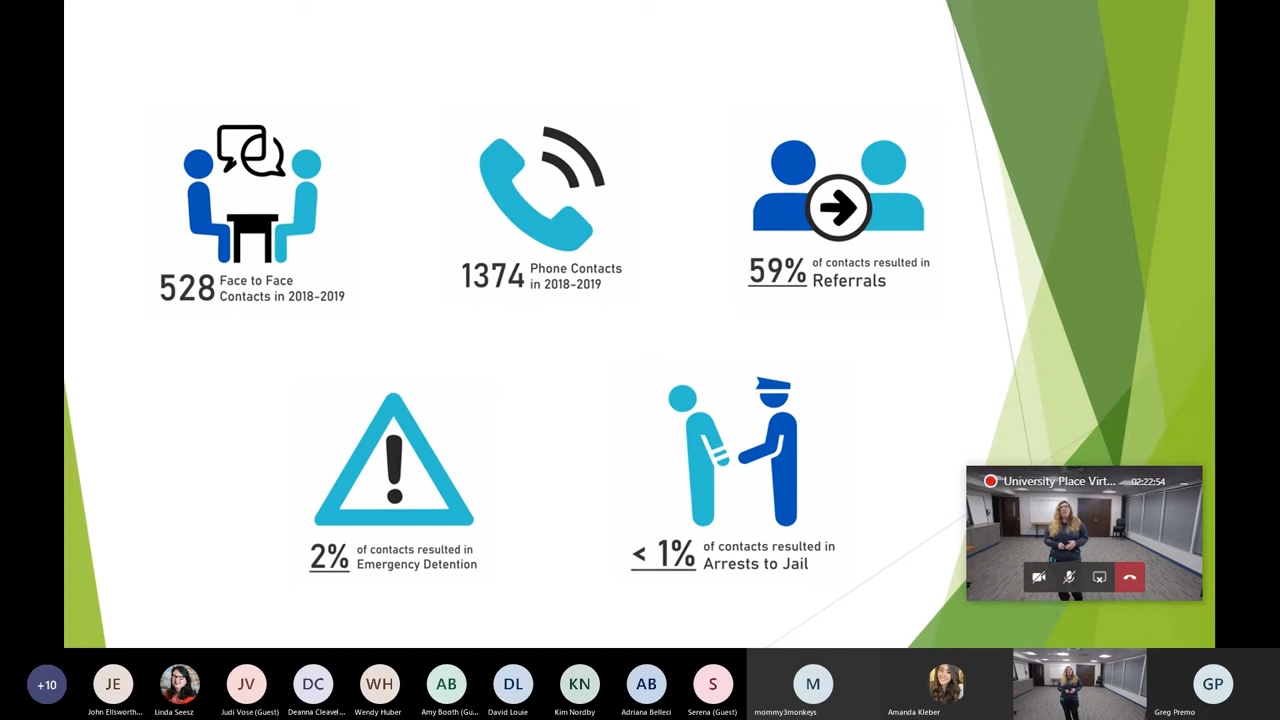 528 Face to Face
Contacts in 2018-2019
1374 Phone Contacts
in 2018-2019
59% of contacts resulted in
Referrals
2% of contacts resulted in
Emergency Detention
< 1% of contacts resulted in
Arrests to Jail
University Place Virt... 02:22:54
+10
JE
JV
DC
WH
AB
DL
KN
AB
S
M
GP
John Ellsworth...
Linda Seesz
Judi Vose (Guest)
Deanna Cleavel...
Wendy Huber
Amy Booth (Gu...
David Louie
Kim Nordby
Adriana Belleci
Serena (Guest)
mommy3monkeys
Amanda Kleber
Greg Premo